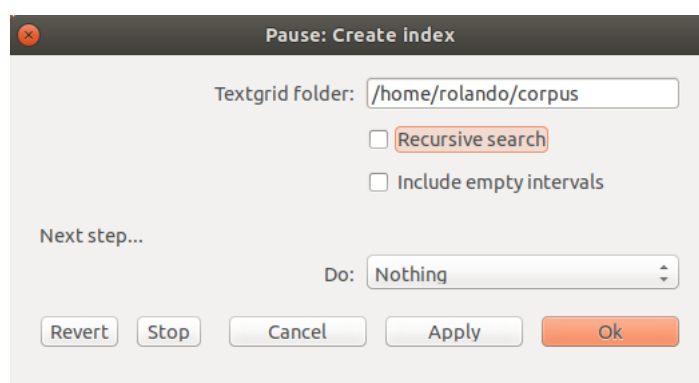 Pause: Create index
Textgrid folder: /home/rolando/corpus
Recursive search
Include empty intervals
Next step...
Do: Nothing
Revert Stop Cancel Apply Ok